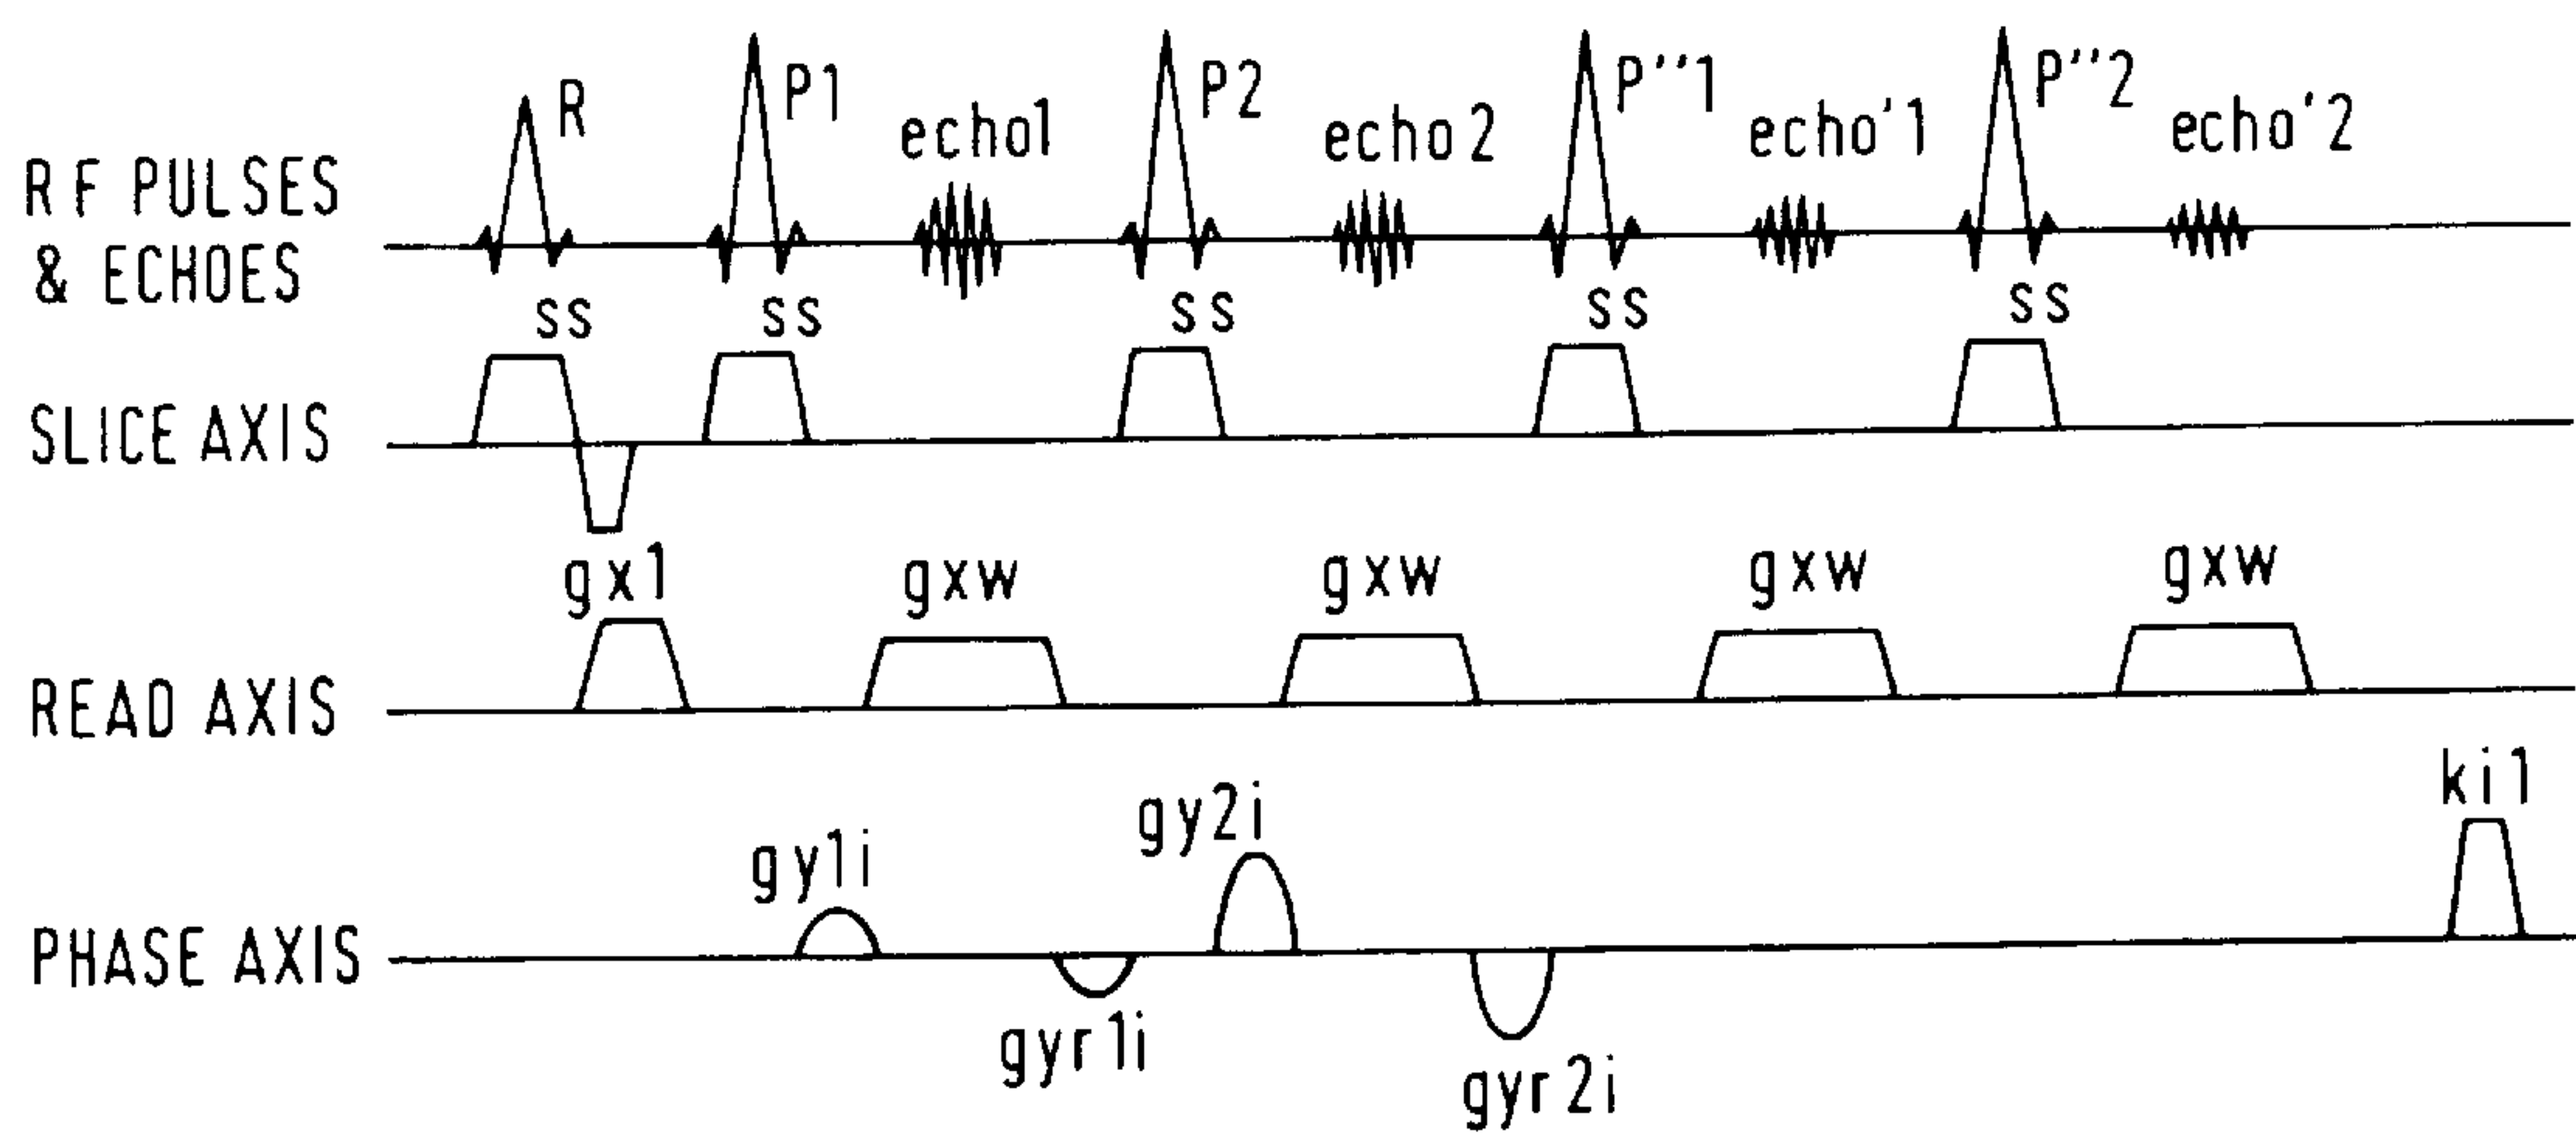 R P1 echo1 P2 echo2 P''1 echo'1 P''2 echo'2
RF PULSES
& ECHOES
ss ss ss ss ss
SLICE AXIS
gx1 gxw gxw gxw gxw
READ AXIS
gy1i gy2i ki1
PHASE AXIS
gyr1i gyr2i